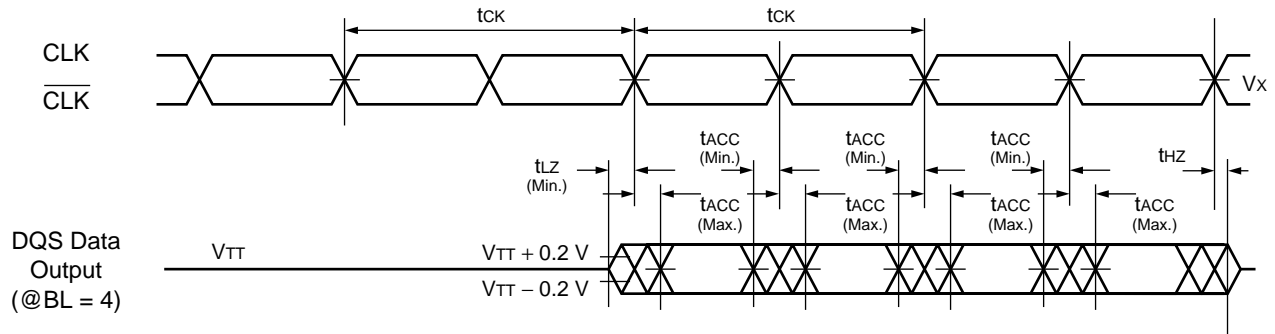 tCK tCK
CLK
CLK
VX
tACC (Min.) tACC (Min.) tACC (Min.)
tLZ (Min.) tHZ
tACC (Max.) tACC (Max.) tACC (Max.) tACC (Max.)
DQS Data
Output
(@BL = 4)
VTT
VTT + 0.2 V
VTT − 0.2 V